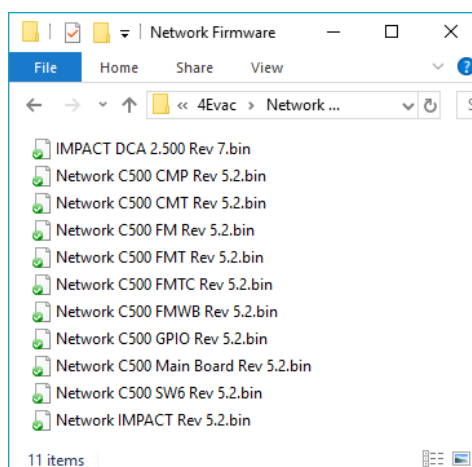 Network Firmware
File Home Share View
« 4Evac > Network ...
IMPACT DCA 2.500 Rev 7.bin
Network C500 CMP Rev 5.2.bin
Network C500 CMT Rev 5.2.bin
Network C500 FM Rev 5.2.bin
Network C500 FMT Rev 5.2.bin
Network C500 FMTC Rev 5.2.bin
Network C500 FMWB Rev 5.2.bin
Network C500 GPIO Rev 5.2.bin
Network C500 Main Board Rev 5.2.bin
Network C500 SW6 Rev 5.2.bin
Network IMPACT Rev 5.2.bin
11 items